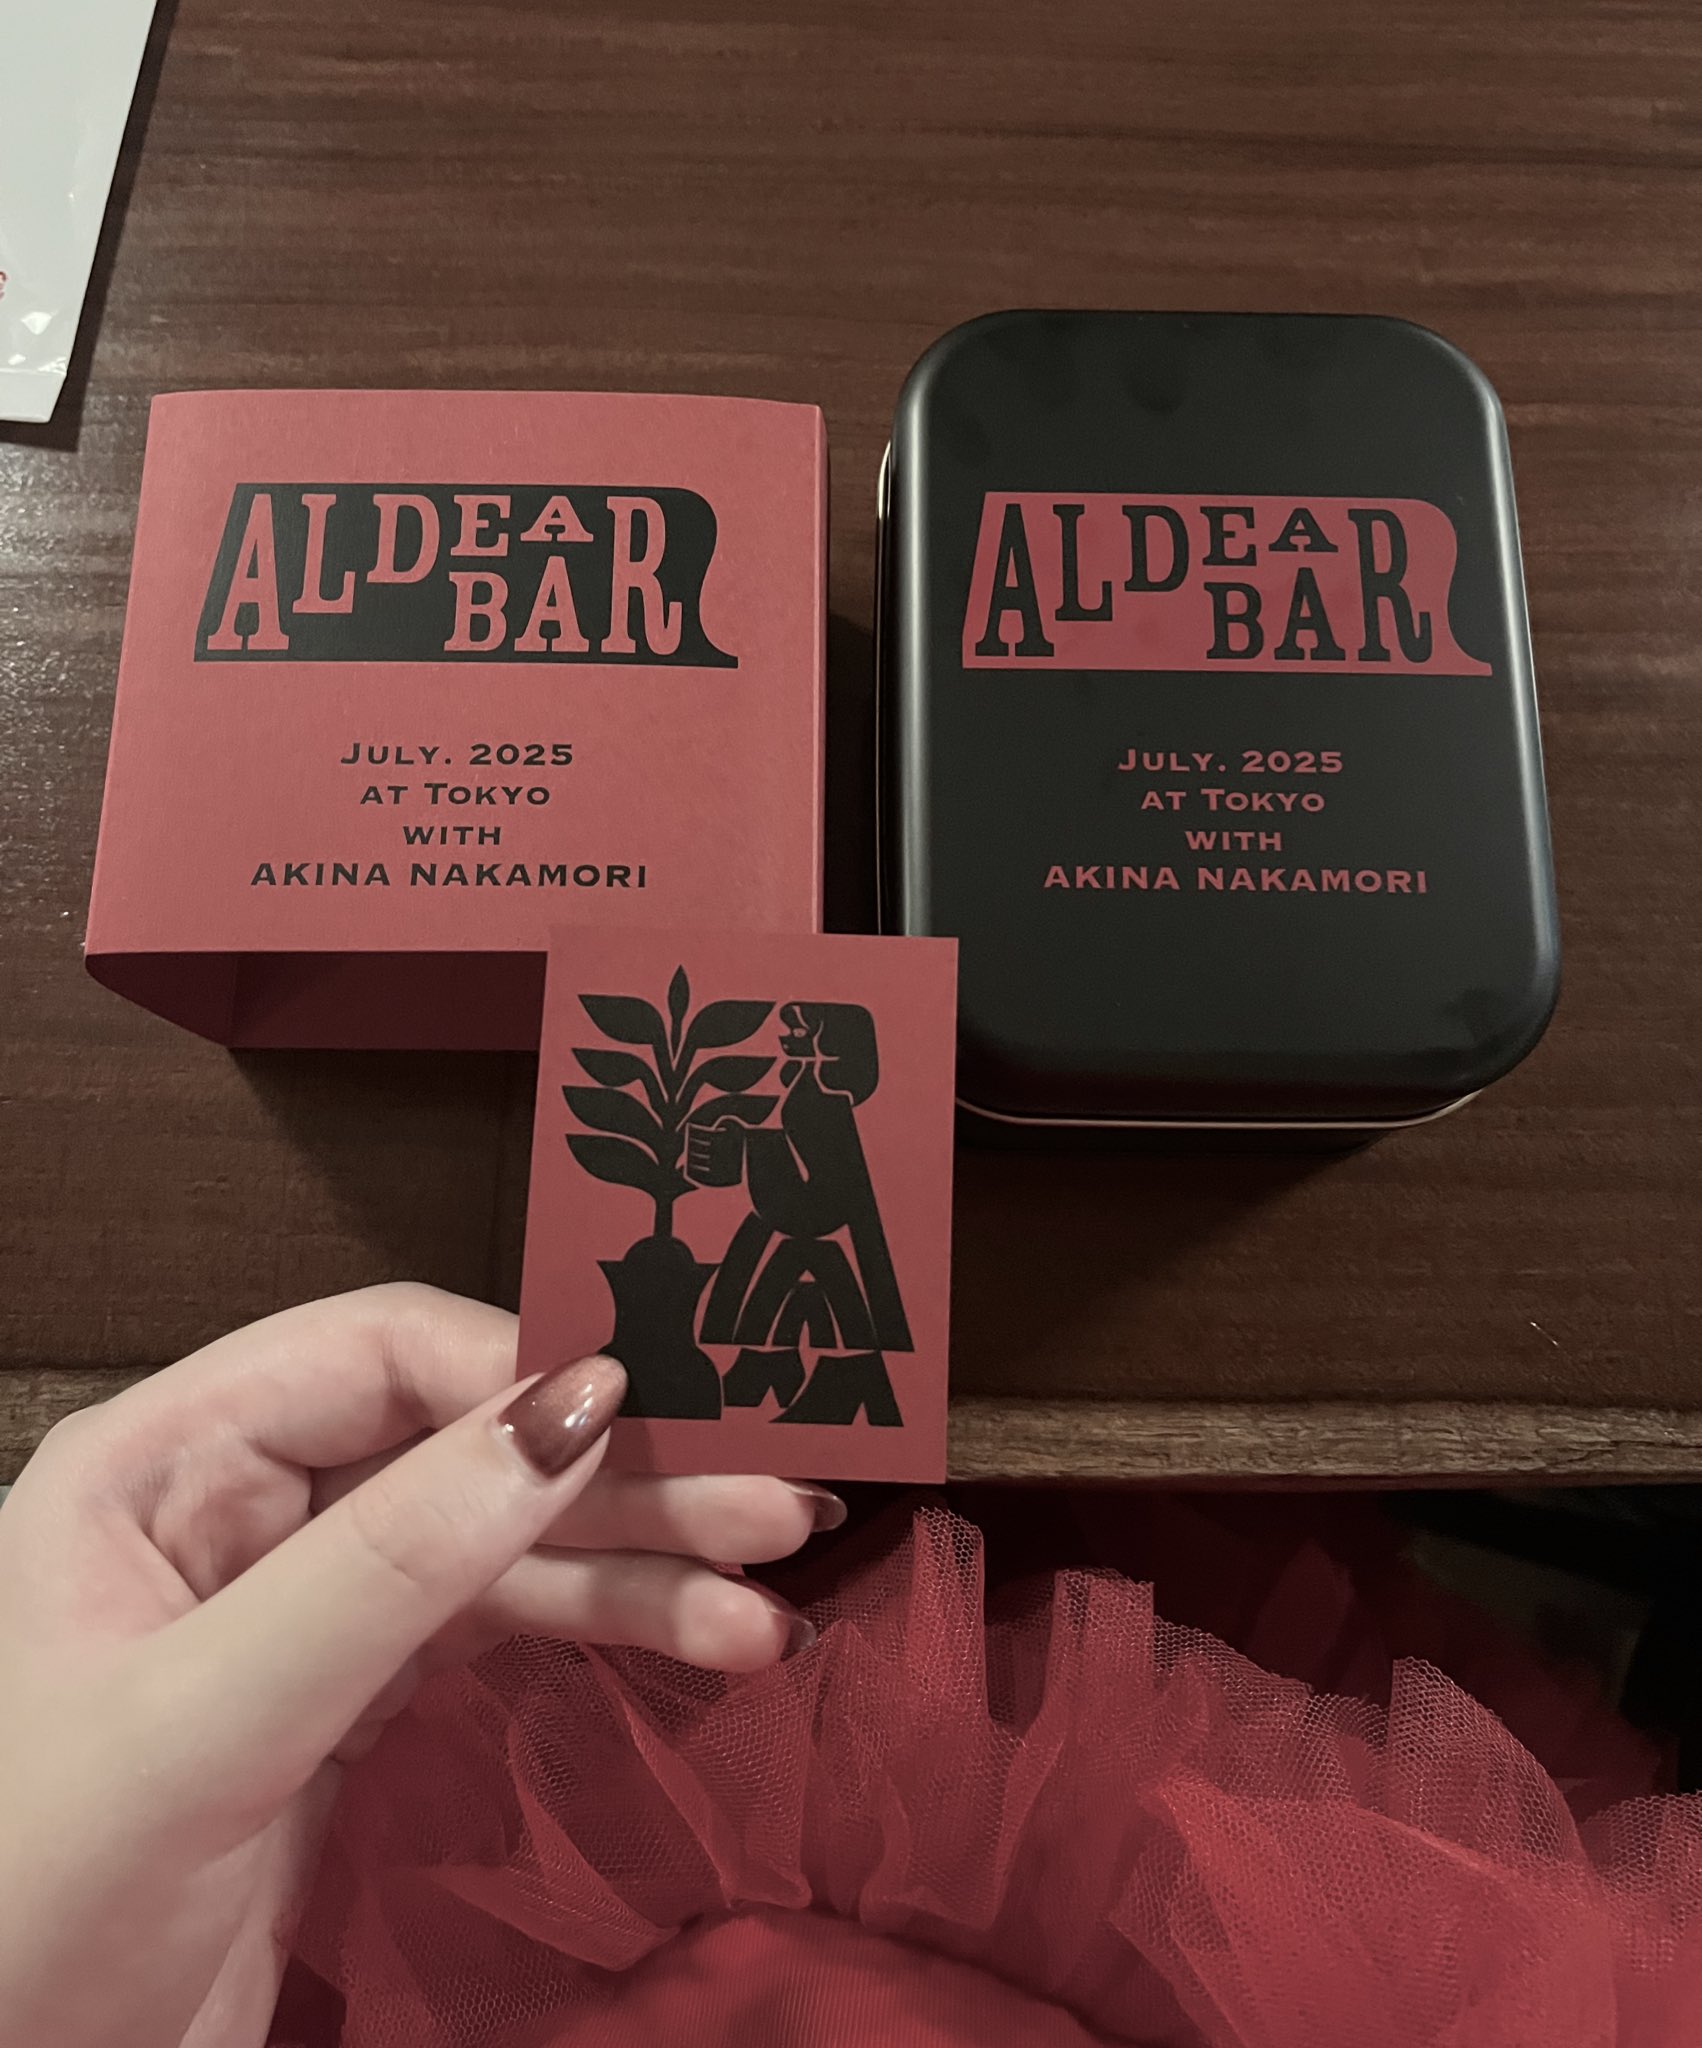 ALDEA
BAR
JULY. 2025
AT TOKYO
WITH
AKINA NAKAMORI
ALDEA
BAR
JULY. 2025
AT TOKYO
WITH
AKINA NAKAMORI